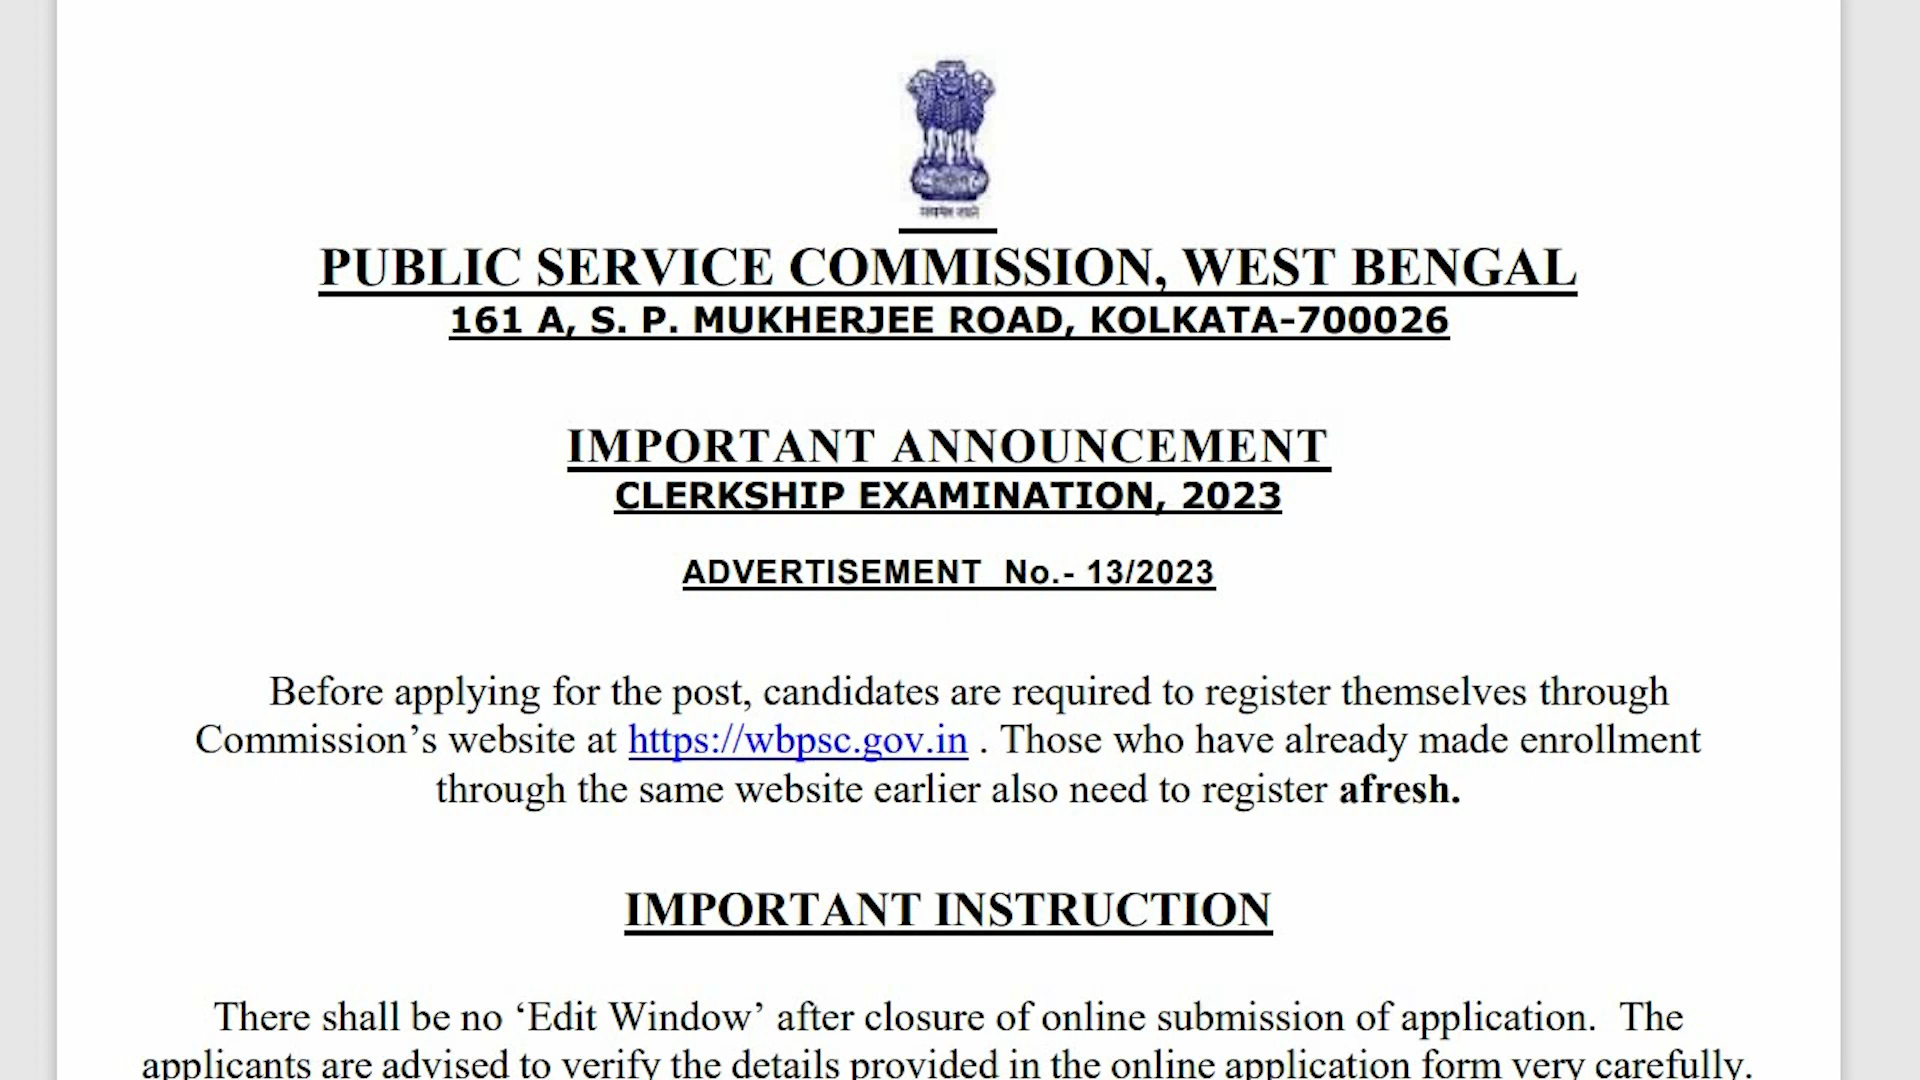 PUBLIC SERVICE COMMISSION, WEST BENGAL
161 A, S. P. MUKHERJEE ROAD, KOLKATA-700026
IMPORTANT ANNOUNCEMENT
CLERKSHIP EXAMINATION, 2023
ADVERTISEMENT No.- 13/2023
Before applying for the post, candidates are required to register themselves through
Commission’s website at https://wbpsc.gov.in . Those who have already made enrollment
through the same website earlier also need to register afresh.
IMPORTANT INSTRUCTION
There shall be no ‘Edit Window’ after closure of online submission of application. The
applicants are advised to verify the details provided in the online application form very carefully.